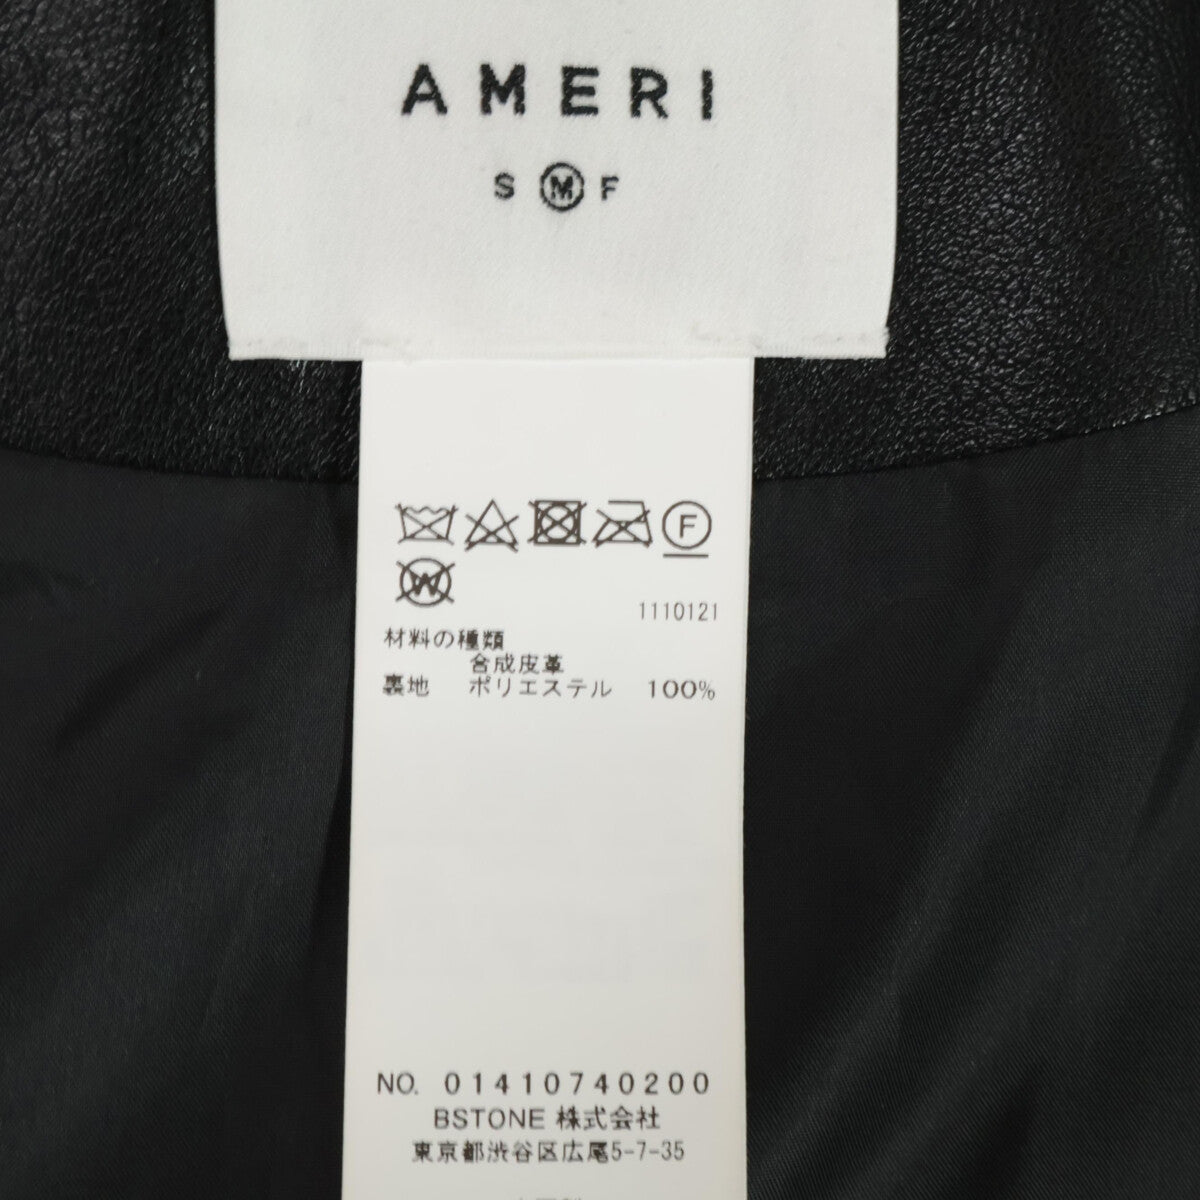 AMERI
S M F
F
W
1110121
材料の種類
合成皮革
裏地 ポリエステル 100%
NO. 01410740200
BSTONE 株式会社
東京都渋谷区広尾5-7-35